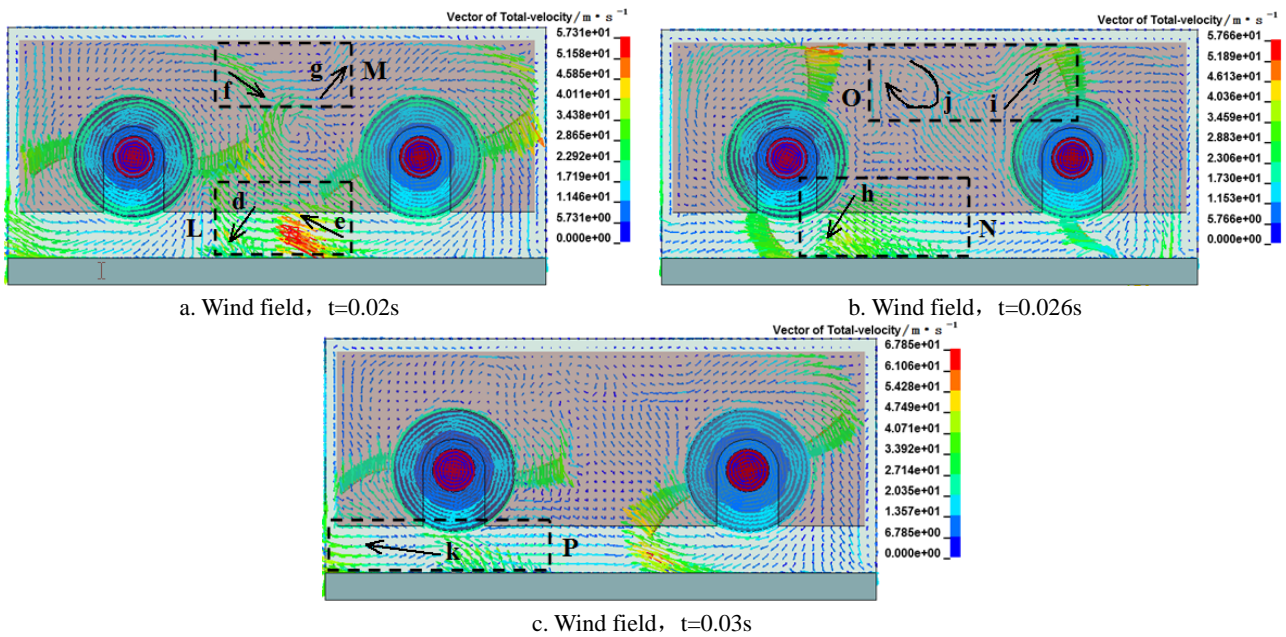 Vector of Total-velocity / m • s ⁻¹
5.731e+01
5.158e+01
4.585e+01
4.011e+01
3.438e+01
2.865e+01
2.292e+01
1.719e+01
1.146e+01
5.731e+00
0.000e+00
f
g
M
d
e
L
a. Wind field，t=0.02s
Vector of Total-velocity / m • s ⁻¹
5.766e+01
5.189e+01
4.613e+01
4.036e+01
3.459e+01
2.883e+01
2.306e+01
1.730e+01
1.153e+01
5.766e+00
0.000e+00
O
j
i
h
N
b. Wind field，t=0.026s
Vector of Total-velocity / m • s ⁻¹
6.785e+01
6.106e+01
5.428e+01
4.749e+01
4.071e+01
3.392e+01
2.714e+01
2.035e+01
1.357e+01
6.785e+00
0.000e+00
k
P
c. Wind field，t=0.03s